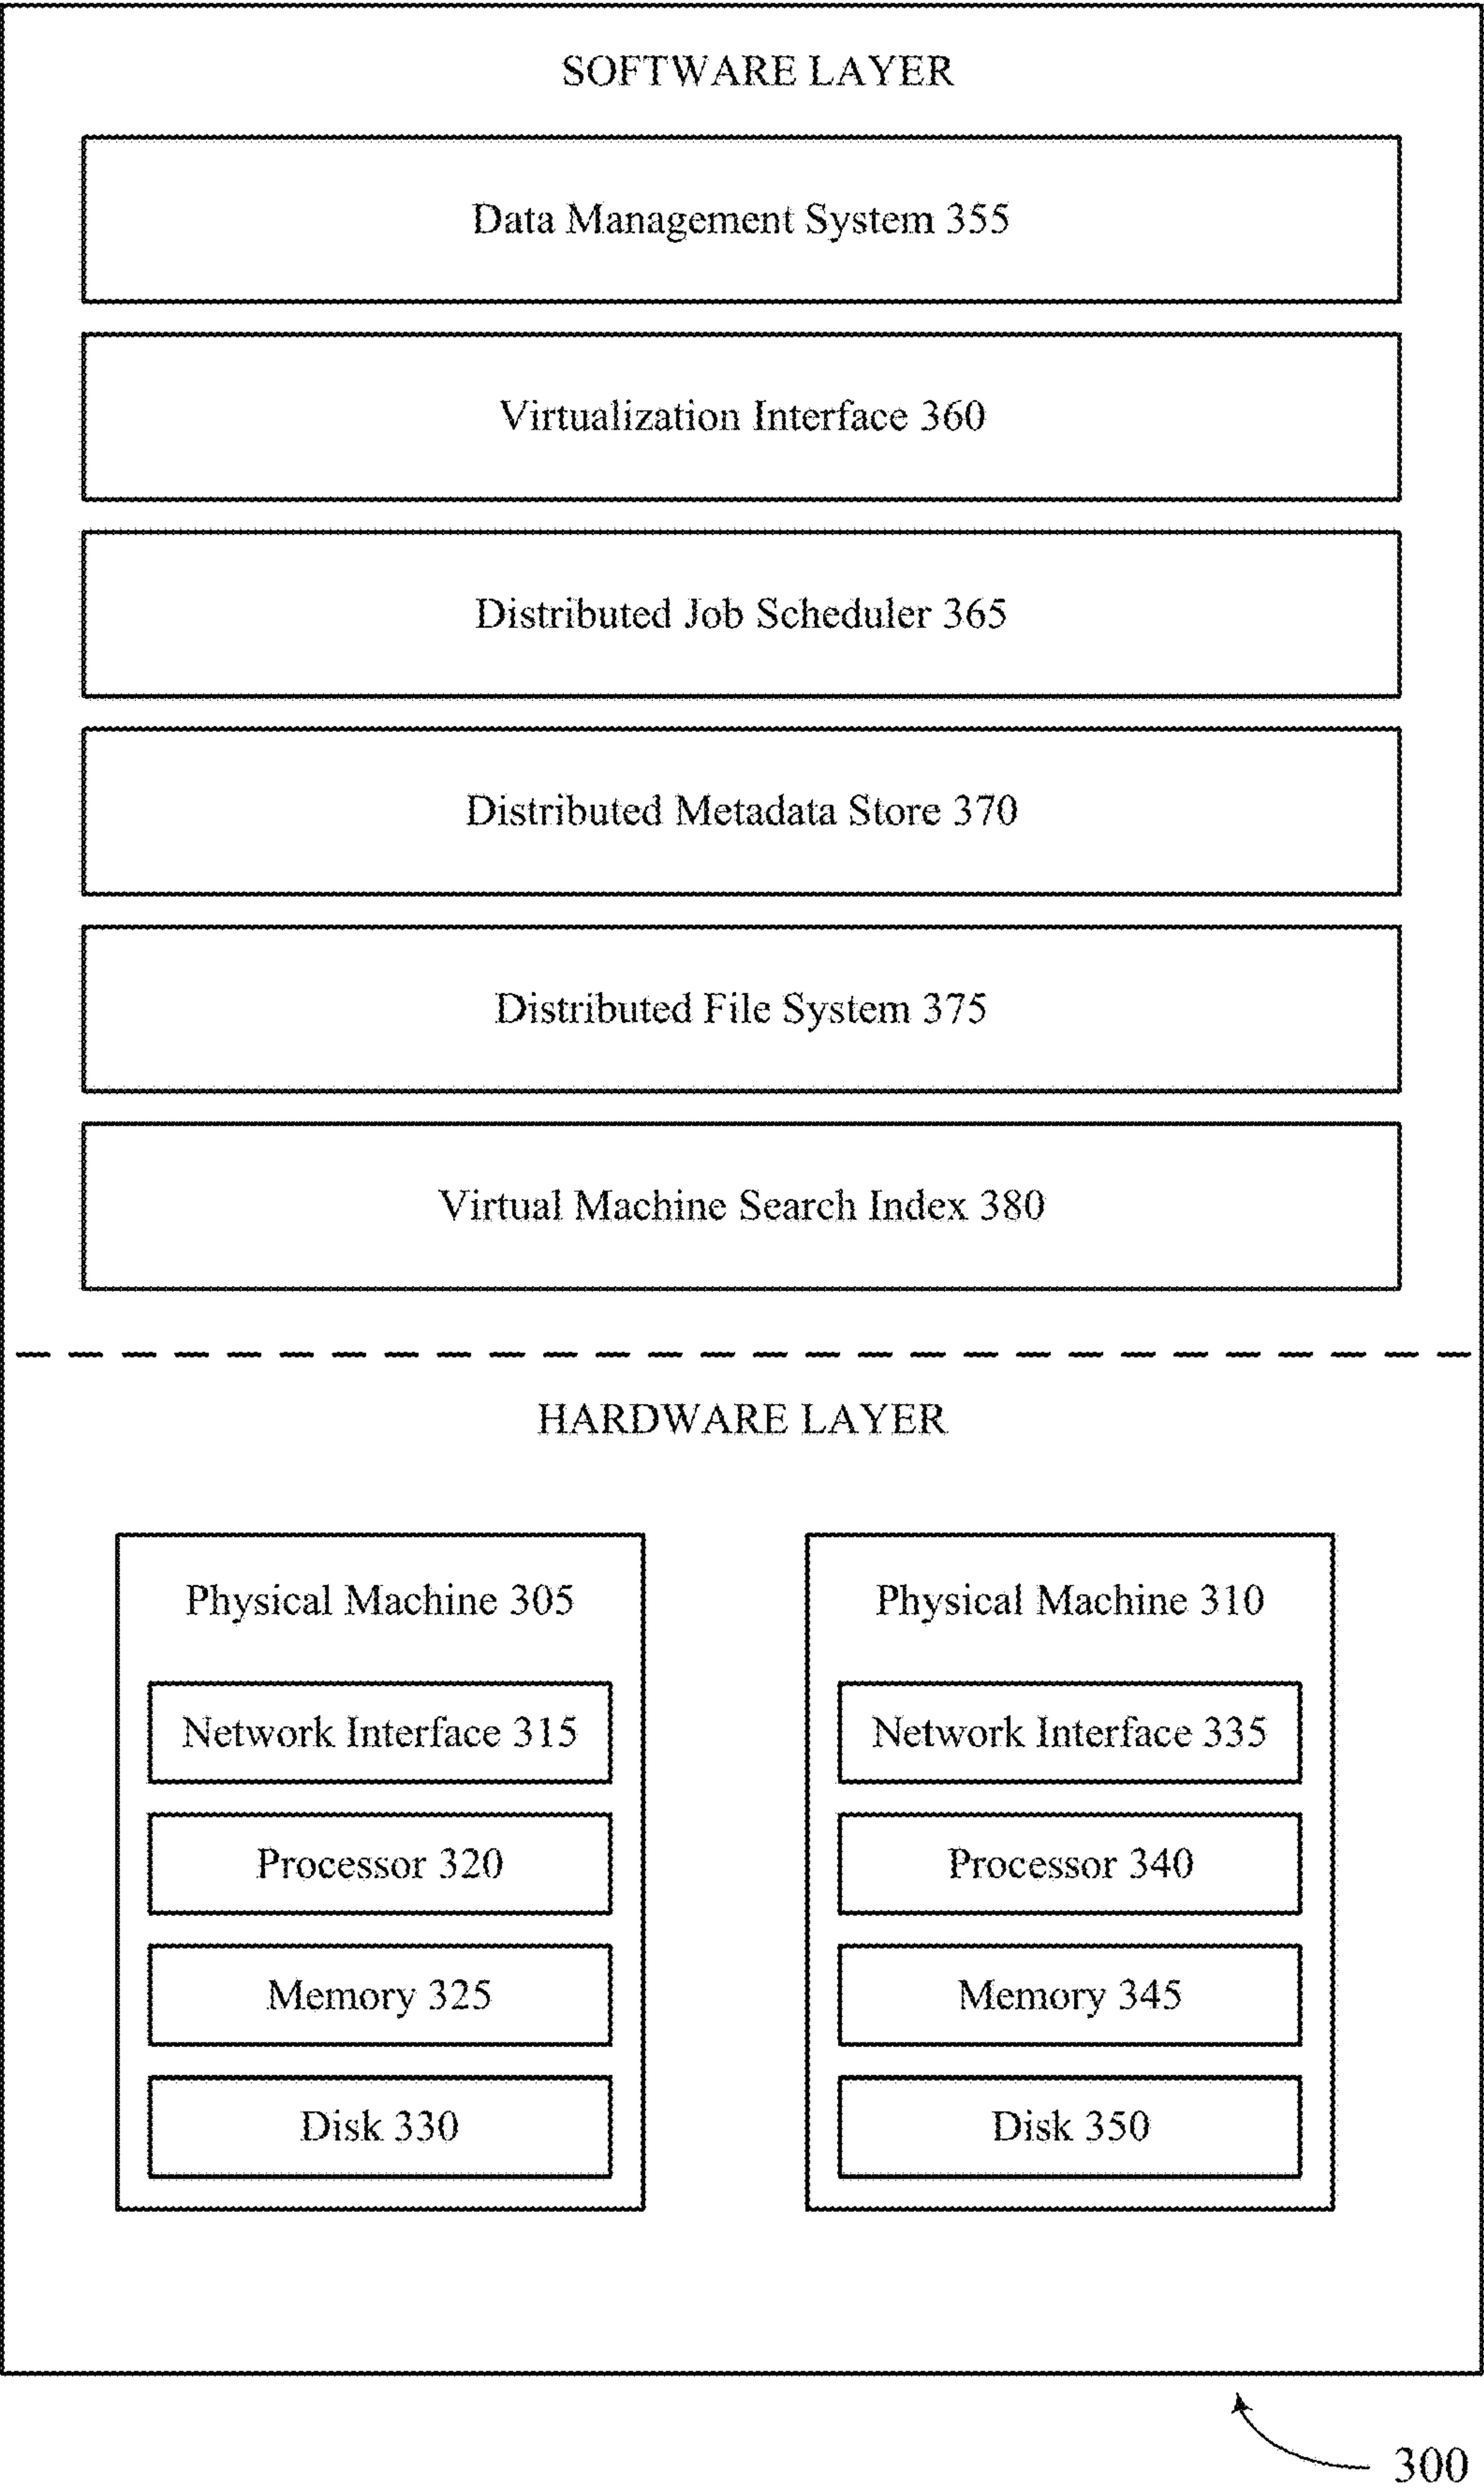 SOFTWARE LAYER
Data Management System 355
Virtualization Interface 360
Distributed Job Scheduler 365
Distributed Metadata Store 370
Distributed File System 375
Virtual Machine Search Index 380
HARDWARE LAYER
Physical Machine 305
Network Interface 315
Processor 320
Memory 325
Disk 330
Physical Machine 310
Network Interface 335
Processor 340
Memory 345
Disk 350
300